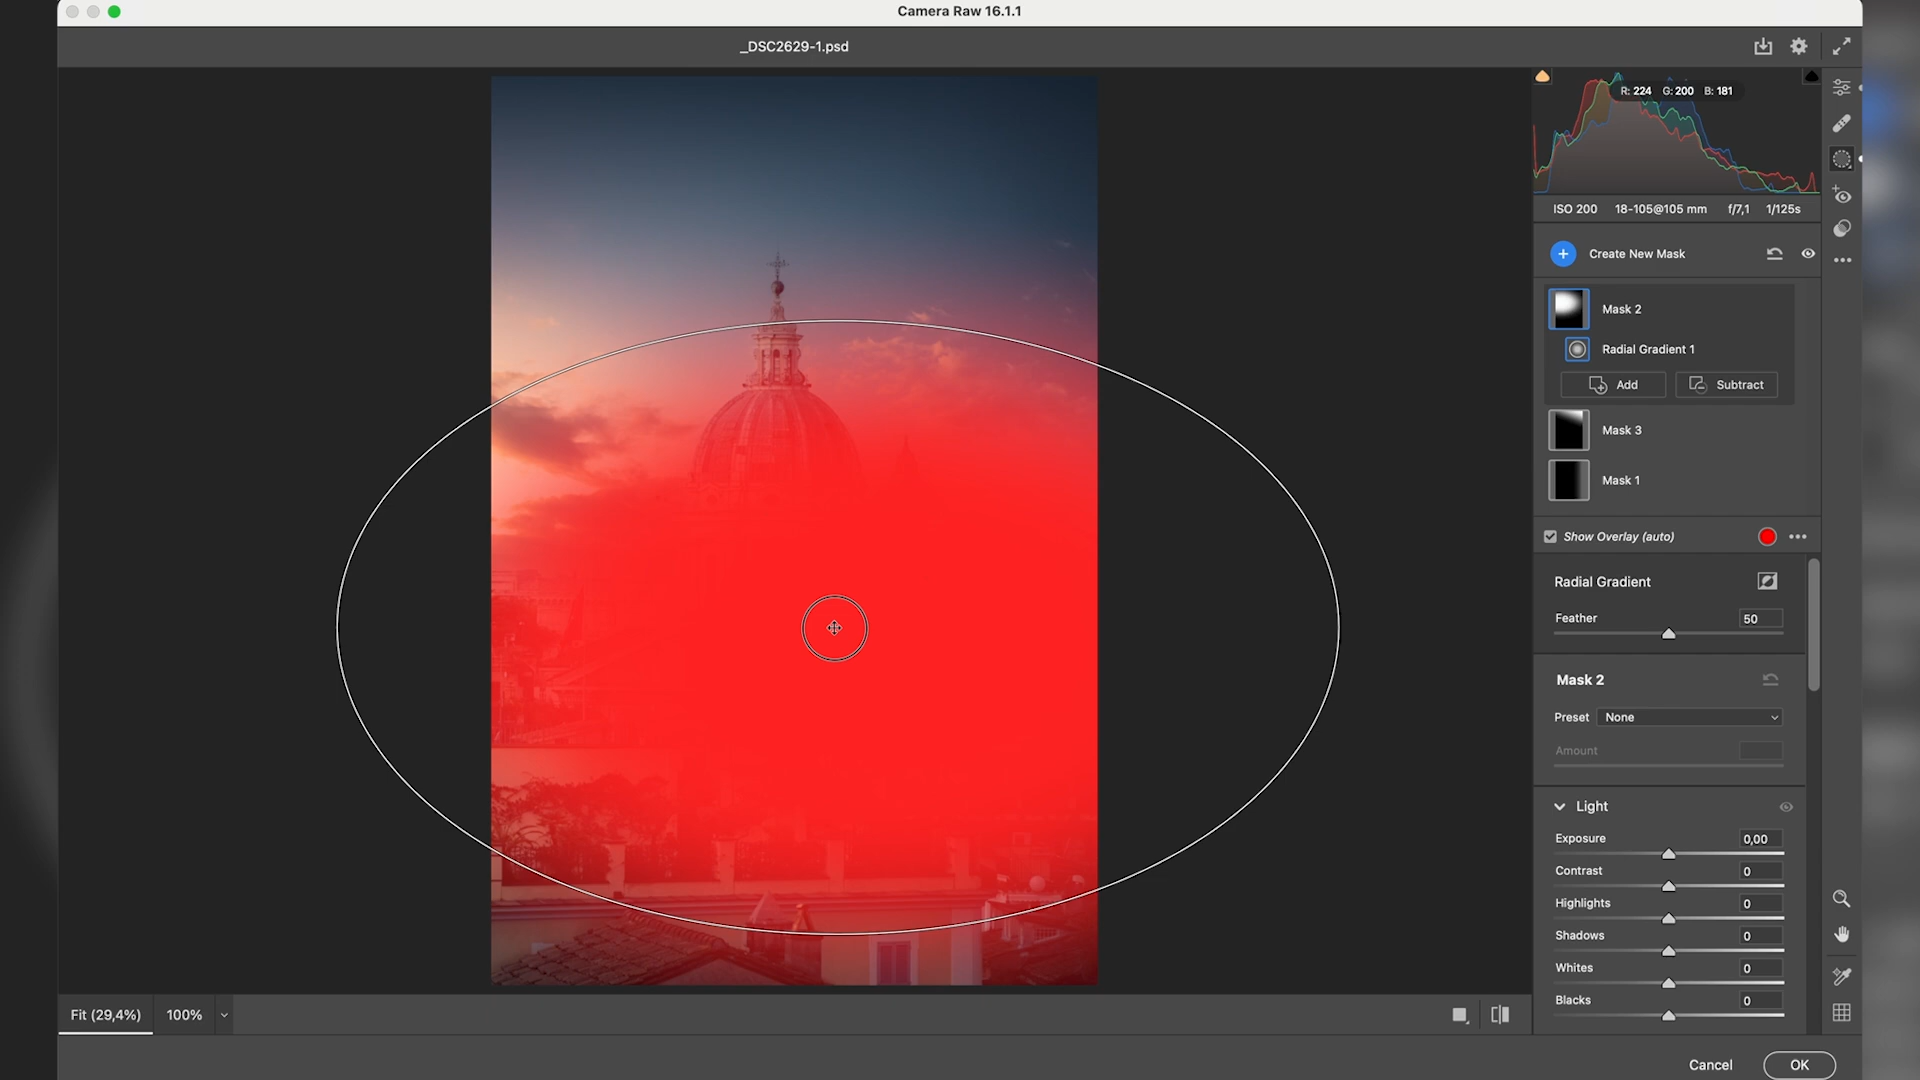 Camera Raw 16.1.1
_DSC2629-1.psd
R: 224 G: 200 B: 181
ISO 200 18-105@105 mm f/7,1 1/125s
Create New Mask
Mask 2
Radial Gradient 1
Add Subtract
Mask 3
Mask 1
Show Overlay (auto)
Radial Gradient
Feather 50
Mask 2
Preset None
Amount
Light
Exposure 0,00
Contrast 0
Highlights 0
Shadows 0
Whites 0
Blacks 0
Fit (29,4%) 100%
Cancel OK